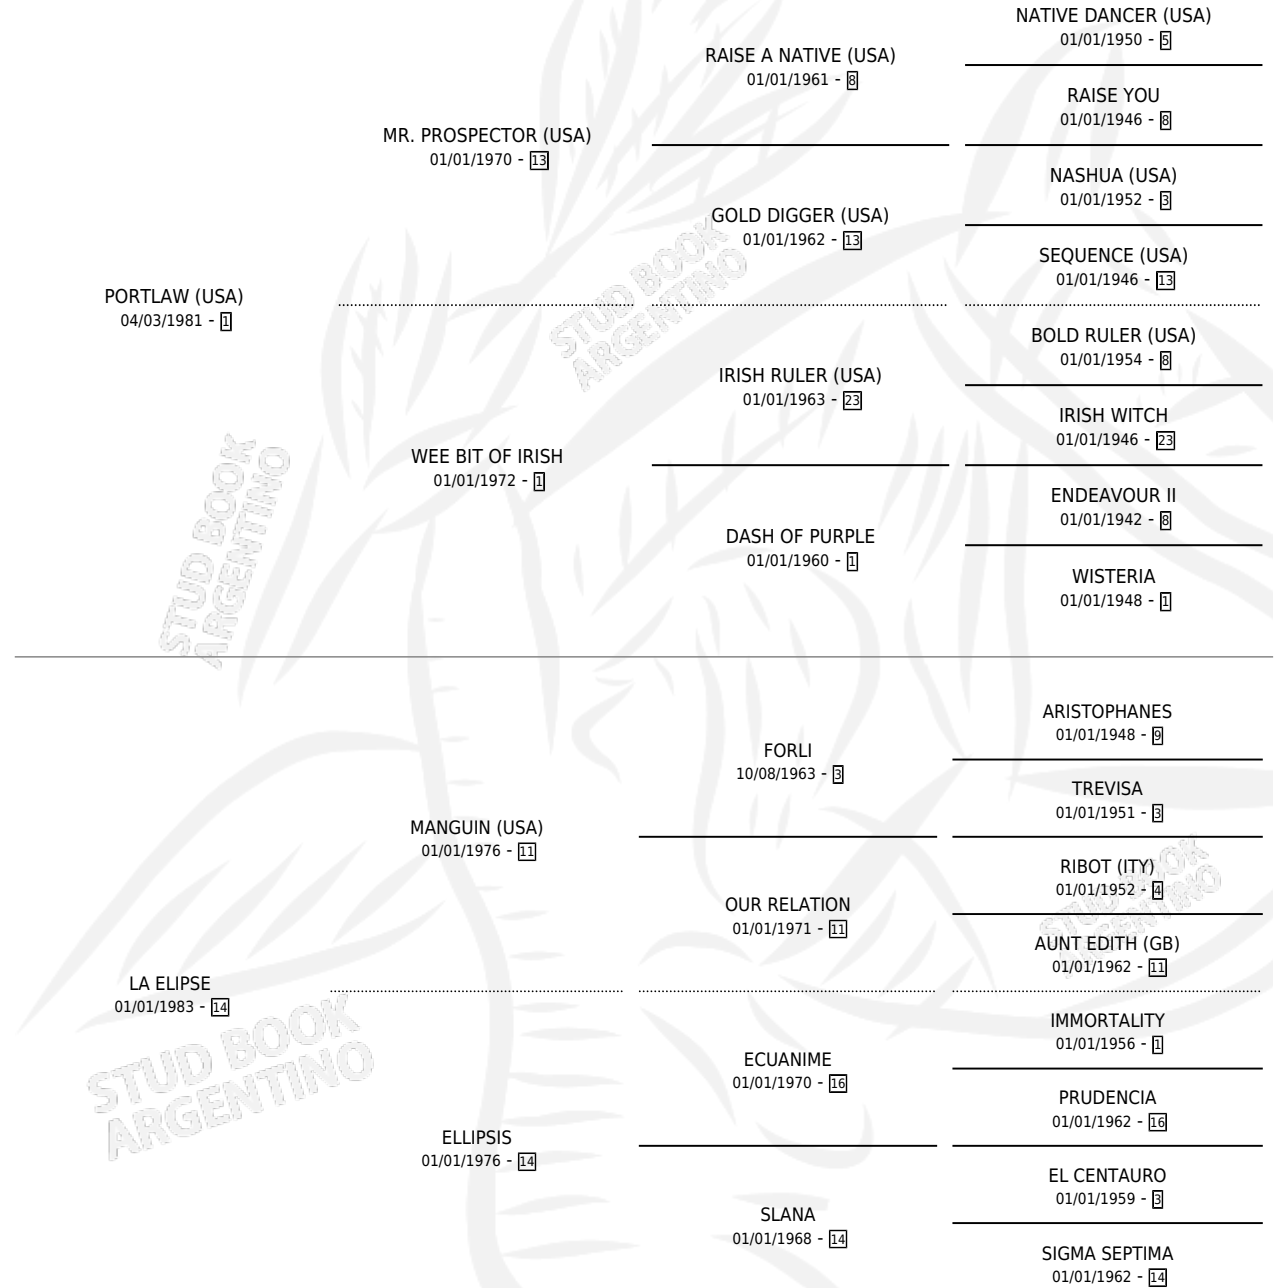 NATIVE DANCER (USA)
01/01/1950 - 5
RAISE A NATIVE (USA)
01/01/1961 - 8
RAISE YOU
01/01/1946 - 8
MR. PROSPECTOR (USA)
01/01/1970 - 13
NASHUA (USA)
01/01/1952 - 3
GOLD DIGGER (USA)
01/01/1962 - 13
SEQUENCE (USA)
01/01/1946 - 13
PORTLAW (USA)
04/03/1981 - 1
BOLD RULER (USA)
01/01/1954 - 8
IRISH RULER (USA)
01/01/1963 - 23
IRISH WITCH
01/01/1946 - 23
WEE BIT OF IRISH
01/01/1972 - 1
ENDEAVOUR II
01/01/1942 - 8
DASH OF PURPLE
01/01/1960 - 1
WISTERIA
01/01/1948 - 1
ARISTOPHANES
01/01/1948 - 9
FORLI
10/08/1963 - 3
TREVISA
01/01/1951 - 3
MANGUIN (USA)
01/01/1976 - 11
RIBOT (ITY)
01/01/1952 - 4
OUR RELATION
01/01/1971 - 11
AUNT EDITH (GB)
01/01/1962 - 11
LA ELIPSE
01/01/1983 - 14
IMMORTALITY
01/01/1956 - 1
ECUANIME
01/01/1970 - 16
PRUDENCIA
01/01/1962 - 16
ELLIPSIS
01/01/1976 - 14
EL CENTAURO
01/01/1959 - 3
SLANA
01/01/1968 - 14
SIGMA SEPTIMA
01/01/1962 - 14
STUD BOOK
ARGENTINO
STUD BOOK
ARGENTINO
STUD BOOK
ARGENTINO
STUD BOOK
ARGENTINO